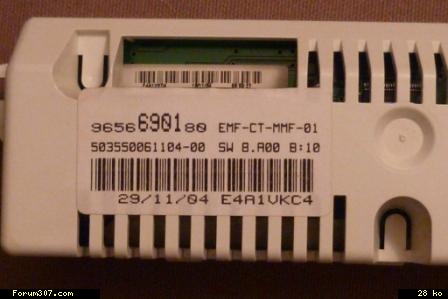 9656690180 EMF-CT-MMF-01
503550061104-00 SW 8.A00 B:10
29/11/04 E4A1VKC4
Forum307.com 28 ko